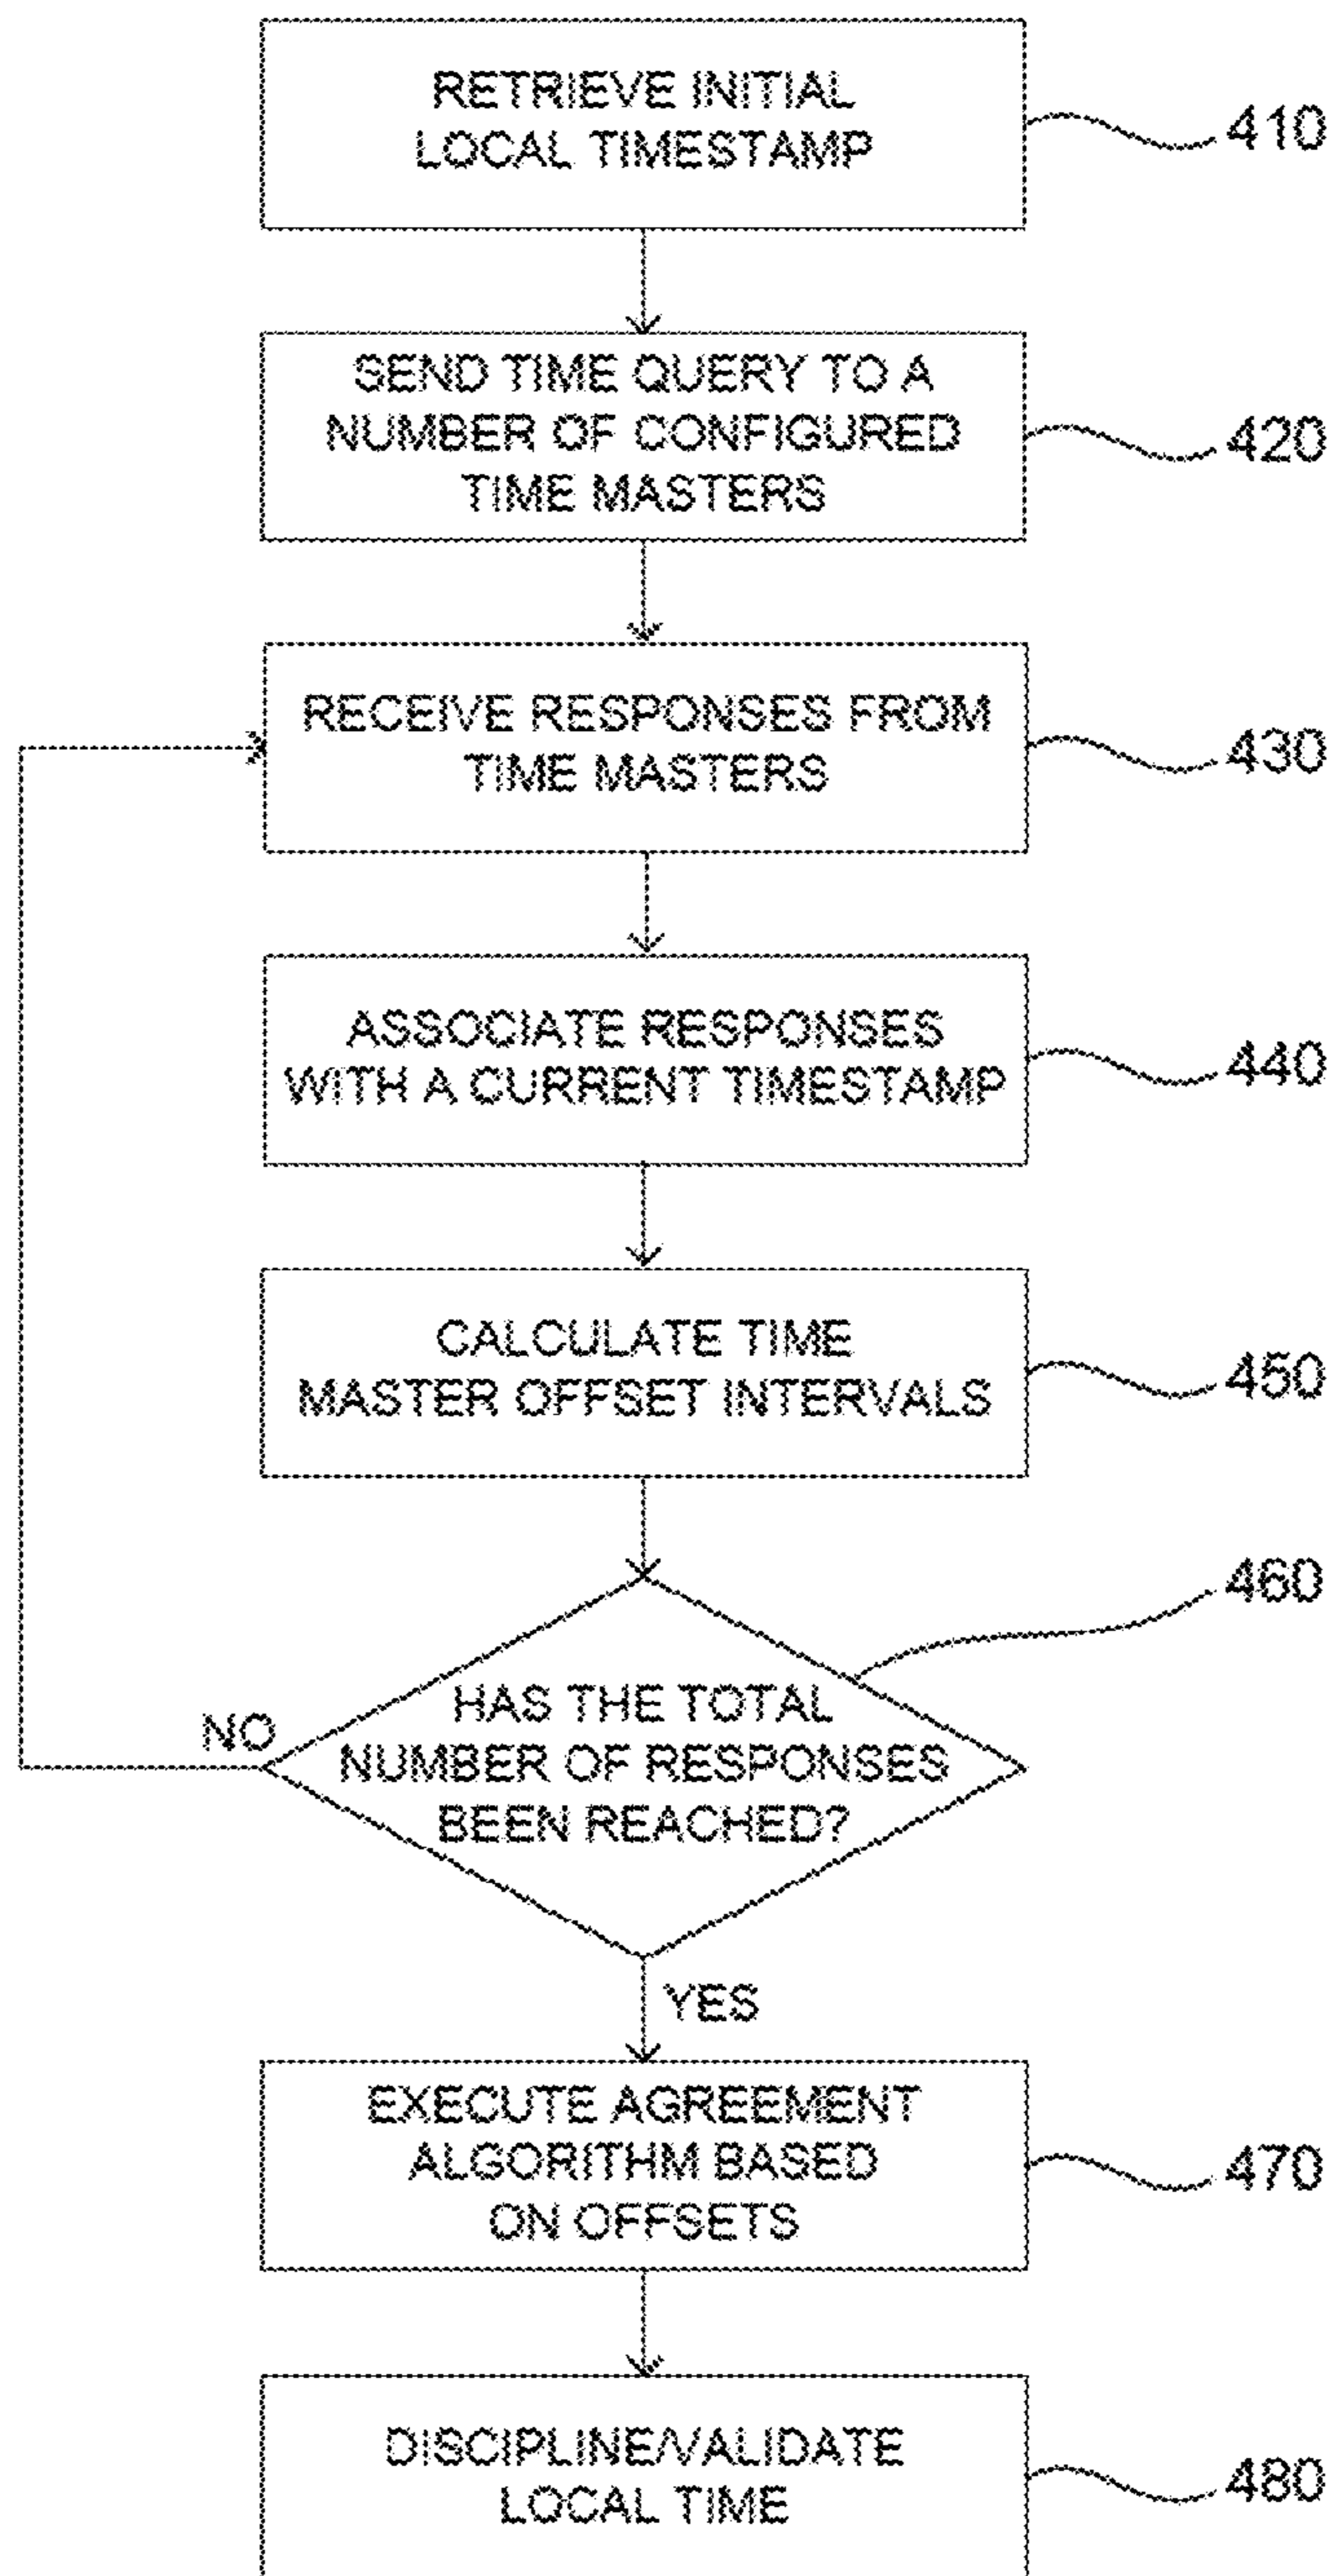 RETRIEVE INITIAL
LOCAL TIMESTAMP
410
SEND TIME QUERY TO A
NUMBER OF CONFIGURED
TIME MASTERS
420
RECEIVE RESPONSES FROM
TIME MASTERS
430
ASSOCIATE RESPONSES
WITH A CURRENT TIMESTAMP
440
CALCULATE TIME
MASTER OFFSET INTERVALS
450
460
HAS THE TOTAL
NUMBER OF RESPONSES
BEEN REACHED?
NO
YES
EXECUTE AGREEMENT
ALGORITHM BASED
ON OFFSETS
470
DISCIPLINE/VALIDATE
LOCAL TIME
480